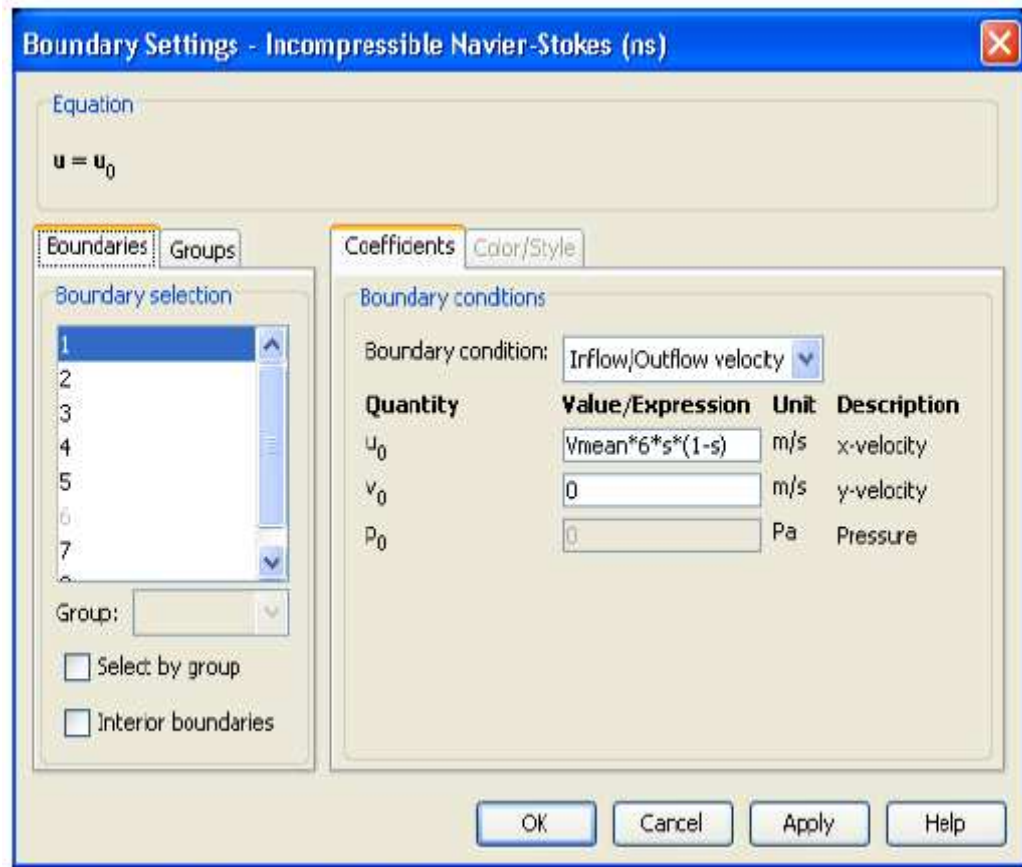 Boundary Settings - Incompressible Navier-Stokes (ns)
Equation
u = u₀
Boundaries Groups
Boundary selection
1
2
3
4
5
6
7
Group:
Select by group
Interior boundaries
Coefficients Color/Style
Boundary conditions
Boundary condition: Inflow/Outflow velocity
Quantity Value/Expression Unit Description
u₀ Vmean*6*s*(1-s) m/s x-velocity
v₀ 0 m/s y-velocity
p₀ 0 Pa Pressure
OK Cancel Apply Help